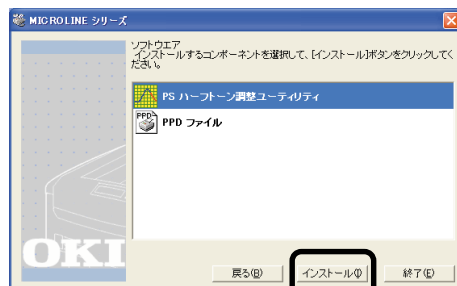 MICROLINE シリーズ
ソフトウエア
インストールするコンポーネントを選択して、[インストール]ボタンをクリックしてく
ださい。
PS ハーフトーン調整ユーティリティ
PPD
PPD ファイル
OKI
戻る(B)
インストール(I)
終了(E)